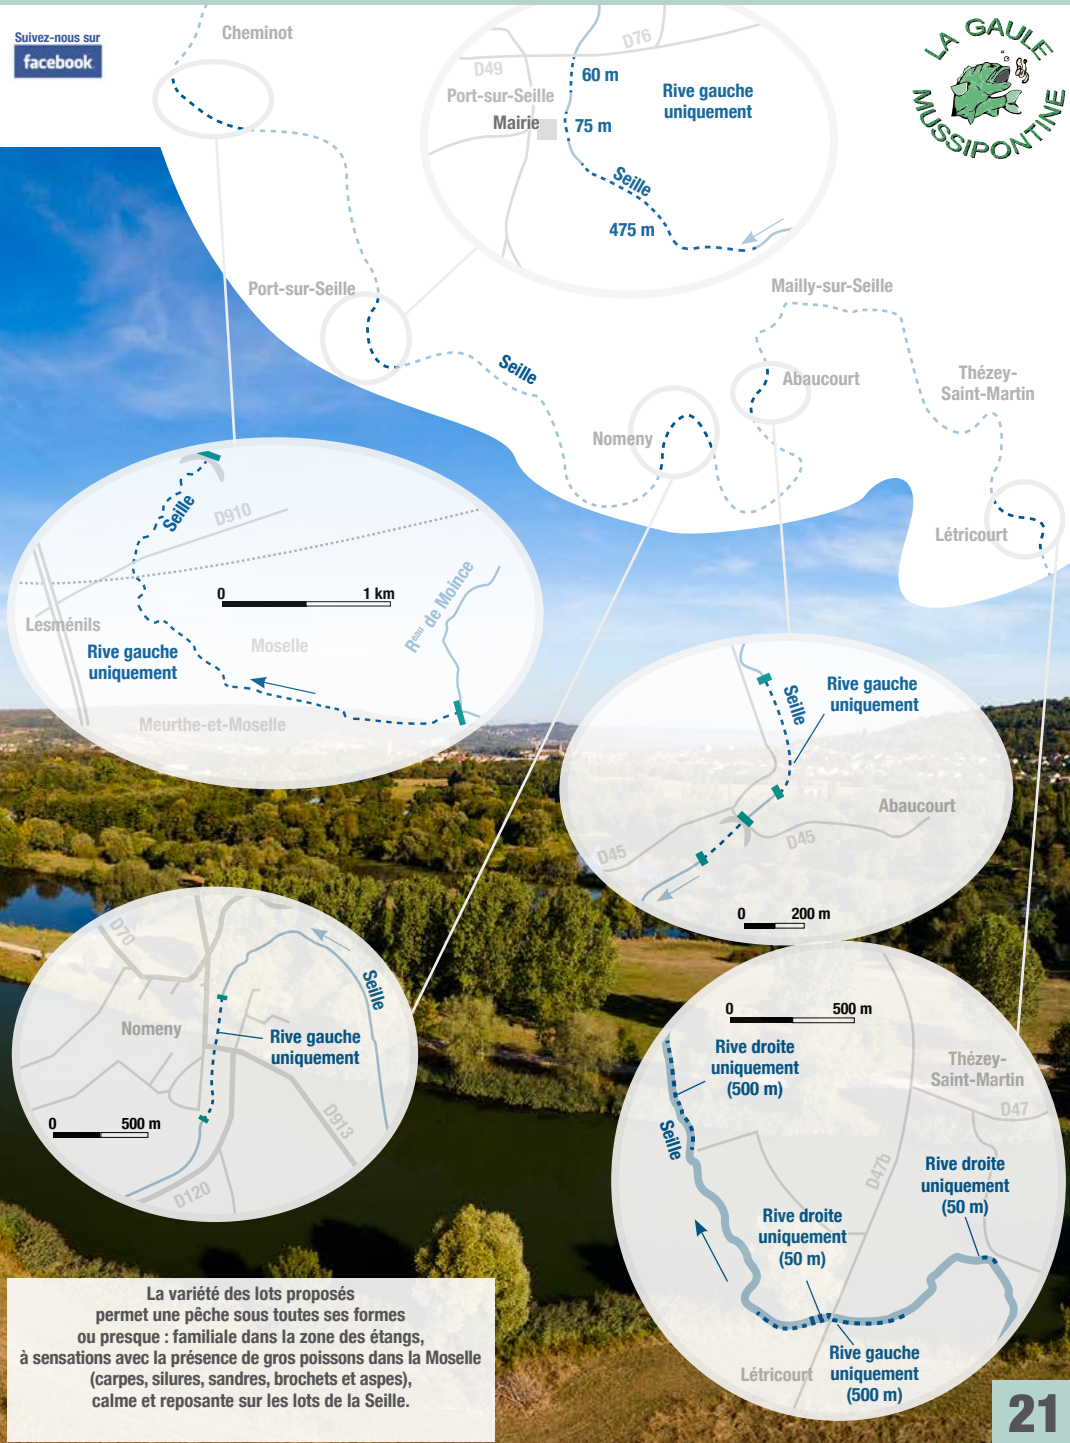 Suivez-nous sur
facebook
Cheminot
LA GAULE
MUSSIPONTINE
D76
D49
60 m
Port-sur-Seille
Rive gauche
uniquement
Mairie
75 m
Seille
475 m
Port-sur-Seille
Mailly-sur-Seille
Seille
Abaucourt
Thézey-
Saint-Martin
Nomeny
Létricourt
Seille
D910
0 1 km
Reau de Moince
Lesménils
Moselle
Rive gauche
uniquement
Meurthe-et-Moselle
Seille
Rive gauche
uniquement
Abaucourt
D45
D45
0 200 m
D70
Seille
Nomeny
Rive gauche
uniquement
0 500 m
D913
D120
0 500 m
Rive droite
uniquement
(500 m)
Thézey-
Saint-Martin
D47
Seille
D47b
Rive droite
uniquement
(50 m)
Rive droite
uniquement
(50 m)
Létricourt
Rive gauche
uniquement
(500 m)
La variété des lots proposés
permet une pêche sous toutes ses formes
ou presque : familiale dans la zone des étangs,
à sensations avec la présence de gros poissons dans la Moselle
(carpes, silures, sandres, brochets et aspes),
calme et reposante sur les lots de la Seille.
21